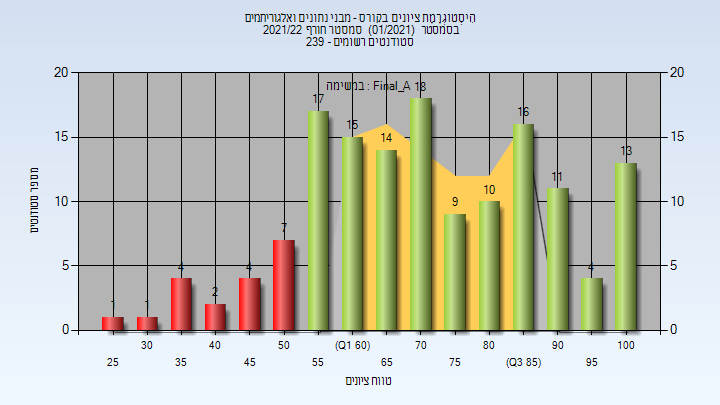 היסטוגרמת ציונים בקורס - מבני נתונים ואלגוריתמים
בסמסטר (01/2021) סמסטר חורף 2021/22
סטודנטים רשומים - 239
במשימה : Final_A
20 20
15 15
10 10
5 5
0 0
מספר סטודנטים
1 1 4 2 4 7 17 15 14 18 9 10 16 11 4 13
30 40 50 (Q1 60) 70 80 90 100
25 35 45 55 65 75 (Q3 85) 95
טווח ציונים